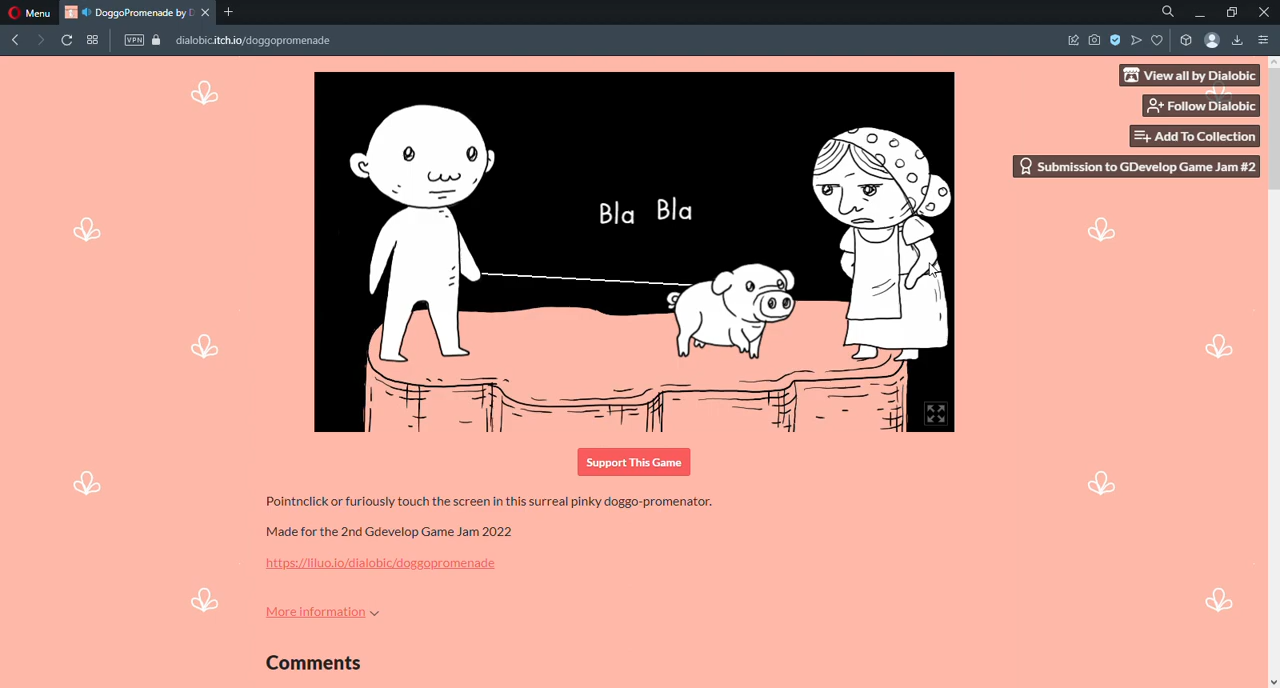 Menu
DoggoPromenade by D
VPN
dialobic.itch.io/doggopromenade
View all by Dialobic
Follow Dialobic
Add To Collection
Submission to GDevelop Game Jam #2
Bla Bla
Support This Game
Pointnclick or furiously touch the screen in this surreal pinky doggo-promenator.
Made for the 2nd Gdevelop Game Jam 2022
https://liluo.io/dialobic/doggopromenade
More information
Comments